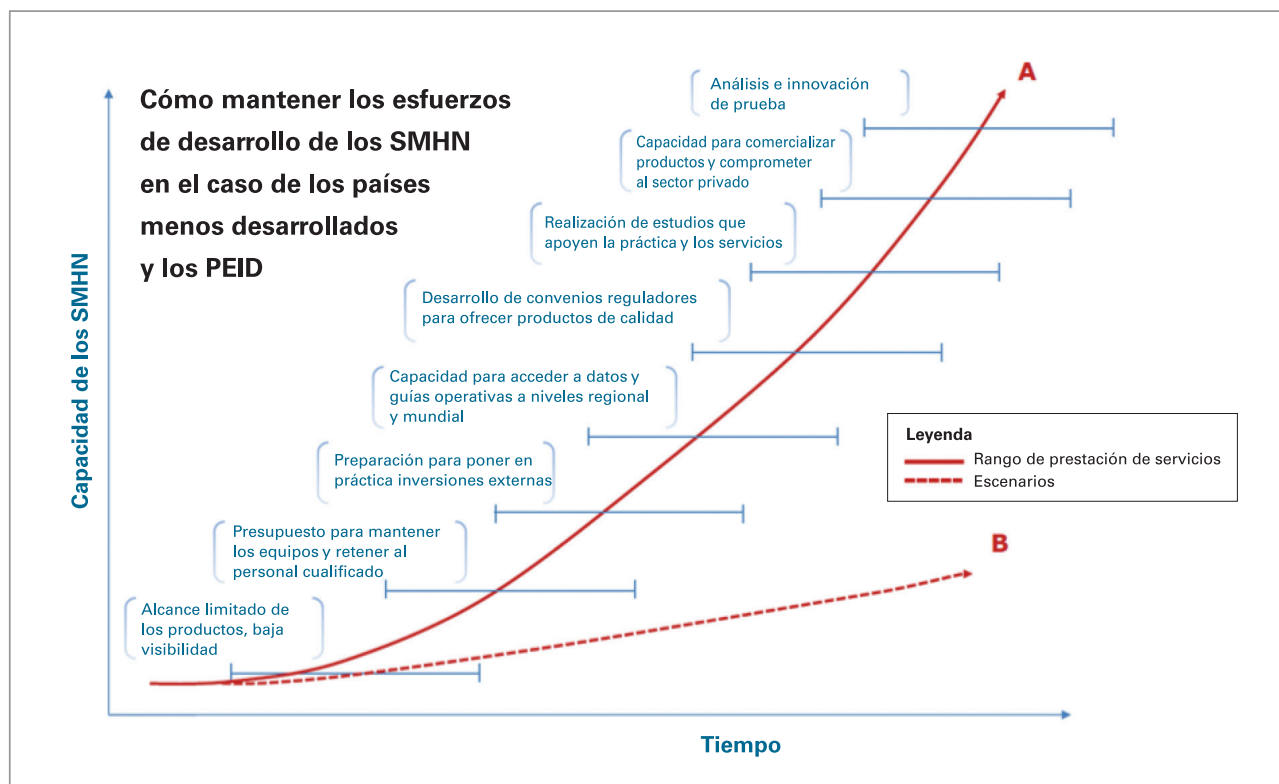 Cómo mantener los esfuerzos
de desarrollo de los SMHN
en el caso de los países
menos desarrollados
y los PEID
A
Análisis e innovación
de prueba
Capacidad para comercializar
productos y comprometer
al sector privado
Realización de estudios que
apoyen la práctica y los servicios
Desarrollo de convenios reguladores
para ofrecer productos de calidad
Capacidad para acceder a datos y
guías operativas a niveles regional
y mundial
Preparación para poner en
práctica inversiones externas
Presupuesto para mantener
los equipos y retener al
personal cualificado
Alcance limitado de
los productos, baja
visibilidad
Capacidad de los SMHN
Leyenda
Rango de prestación de servicios
Escenarios
B
Tiempo